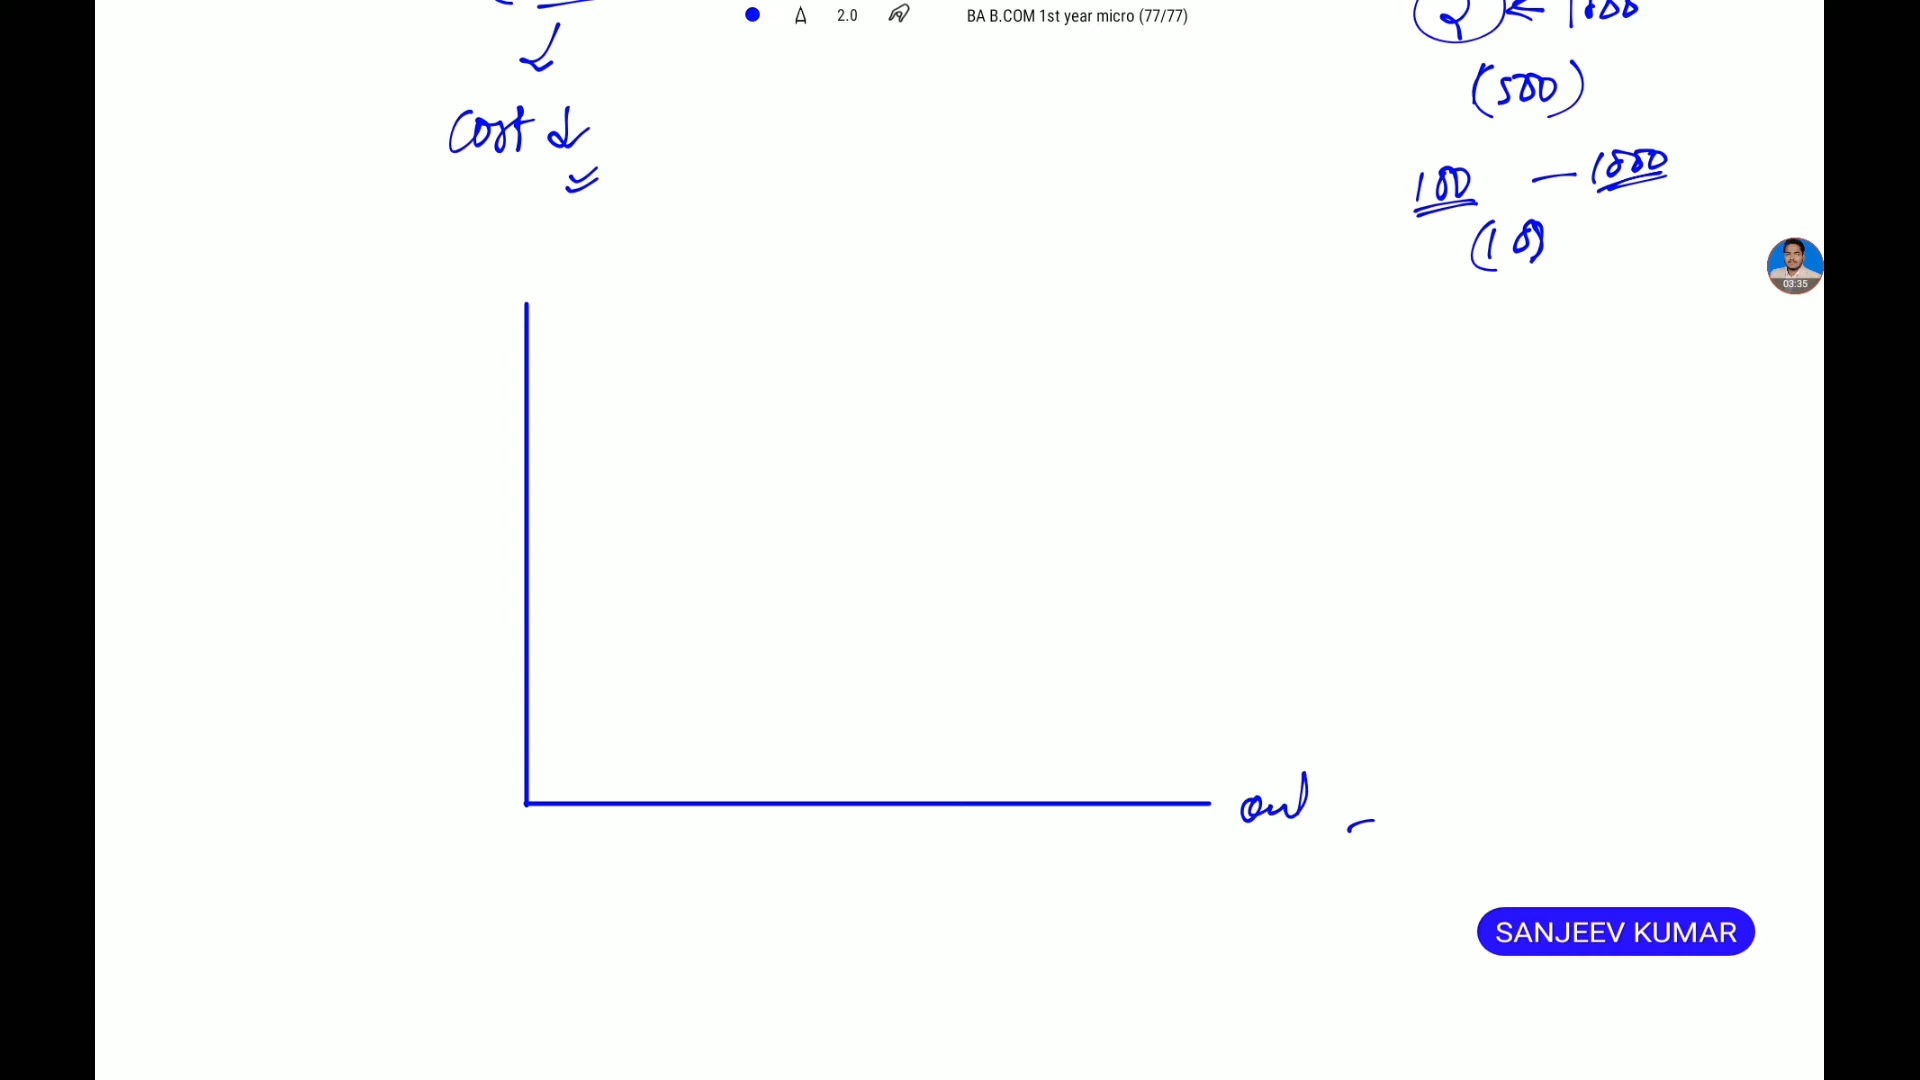 2.0 BA B.COM 1st year micro (77/77)
2 ← 1000
(500)
Cost ↓
100 — 1000
(10)
03:35
out
SANJEEV KUMAR